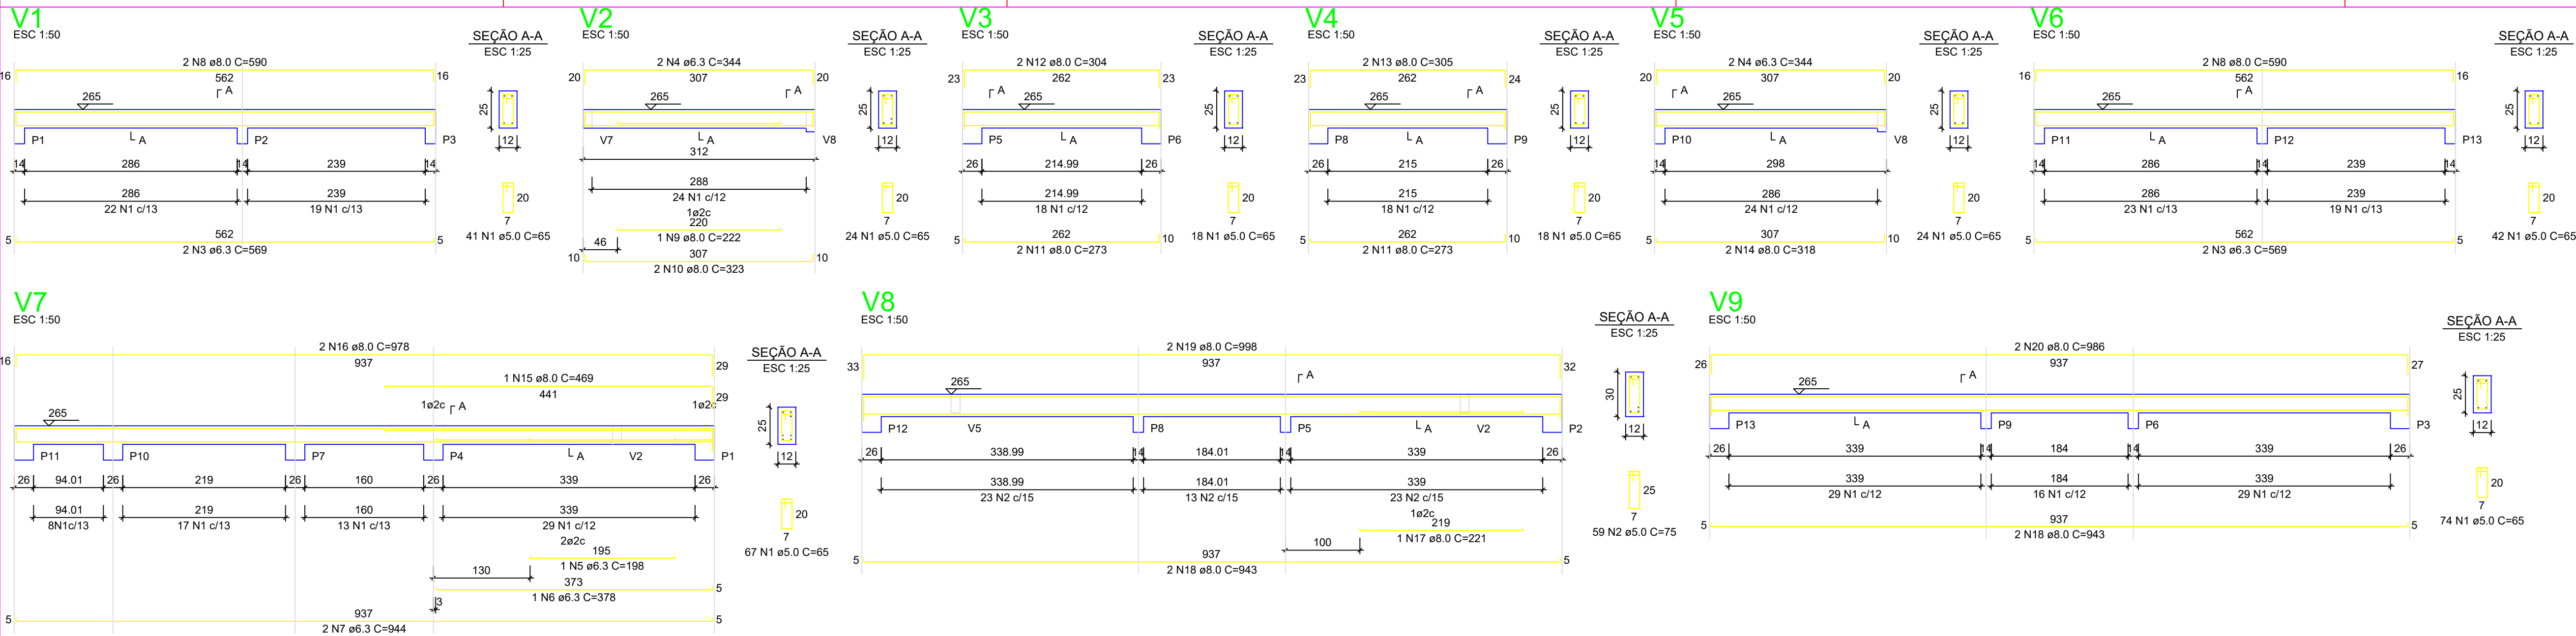 V1
ESC 1:50
SEÇÃO A-A
ESC 1:25
2 N8 ø8.0 C=590
16 562 16
A
265
25
P1 A P2 P3
12
14 286 14 239 14
286 239
22 N1 c/13 19 N1 c/13
20
7
41 N1 ø5.0 C=65
5 562 5
2 N3 ø6.3 C=569
V2
ESC 1:50
SEÇÃO A-A
ESC 1:25
2 N4 ø6.3 C=344
20 307 20
A
265
25
V7 A V8
12
312
288
24 N1 c/12
20
7
24 N1 ø5.0 C=65
1ø2c
220
46 1 N9 ø8.0 C=222
10 307 10
2 N10 ø8.0 C=323
V3
ESC 1:50
SEÇÃO A-A
ESC 1:25
2 N12 ø8.0 C=304
23 262 23
A
265
25
P5 A P6
12
26 214.99 26
214.99
18 N1 c/12
20
7
18 N1 ø5.0 C=65
5 262 10
2 N11 ø8.0 C=273
V4
ESC 1:50
SEÇÃO A-A
ESC 1:25
2 N13 ø8.0 C=305
23 262 24
A
265
25
P8 A P9
12
26 215 26
215
18 N1 c/12
20
7
18 N1 ø5.0 C=65
5 262 10
2 N11 ø8.0 C=273
V5
ESC 1:50
SEÇÃO A-A
ESC 1:25
2 N4 ø6.3 C=344
20 307 20
A
265
25
P10 A V8
12
14 298
286
24 N1 c/12
20
7
24 N1 ø5.0 C=65
5 307 10
2 N14 ø8.0 C=318
V6
ESC 1:50
SEÇÃO A-A
ESC 1:25
2 N8 ø8.0 C=590
16 562 16
A
265
25
P11 A P12 P13
12
14 286 14 239 14
286 239
23 N1 c/13 19 N1 c/13
20
7
42 N1 ø5.0 C=65
5 562 5
2 N3 ø6.3 C=569
V7
ESC 1:50
SEÇÃO A-A
ESC 1:25
2 N16 ø8.0 C=978
16 937 29
1 N15 ø8.0 C=469
441 29
1ø2c A 1ø2c
265
25
P11 P10 P7 P4 A V2 P1
12
26 94.01 26 219 26 160 26 339 26
94.01 219 160 339
8N1c/13 17 N1 c/13 13 N1 c/13 29 N1 c/12
20
7
67 N1 ø5.0 C=65
2ø2c
195
130 1 N5 ø6.3 C=198
373 5
3 1 N6 ø6.3 C=378
5 937 5
2 N7 ø6.3 C=944
V8
ESC 1:50
SEÇÃO A-A
ESC 1:25
2 N19 ø8.0 C=998
33 937 32
A
265
30
P12 V5 P8 P5 A V2 P2
12
26 338.99 14 184.01 14 339 26
338.99 184.01 339
23 N2 c/15 13 N2 c/15 23 N2 c/15
25
7
59 N2 ø5.0 C=75
1ø2c
219
100 1 N17 ø8.0 C=221
5 937 5
2 N18 ø8.0 C=943
V9
ESC 1:50
SEÇÃO A-A
ESC 1:25
2 N20 ø8.0 C=986
26 937 27
A
265
25
P13 A P9 P6 P3
12
26 339 14 184 14 339 26
339 184 339
29 N1 c/12 16 N1 c/12 29 N1 c/12
20
7
74 N1 ø5.0 C=65
5 937 5
2 N18 ø8.0 C=943